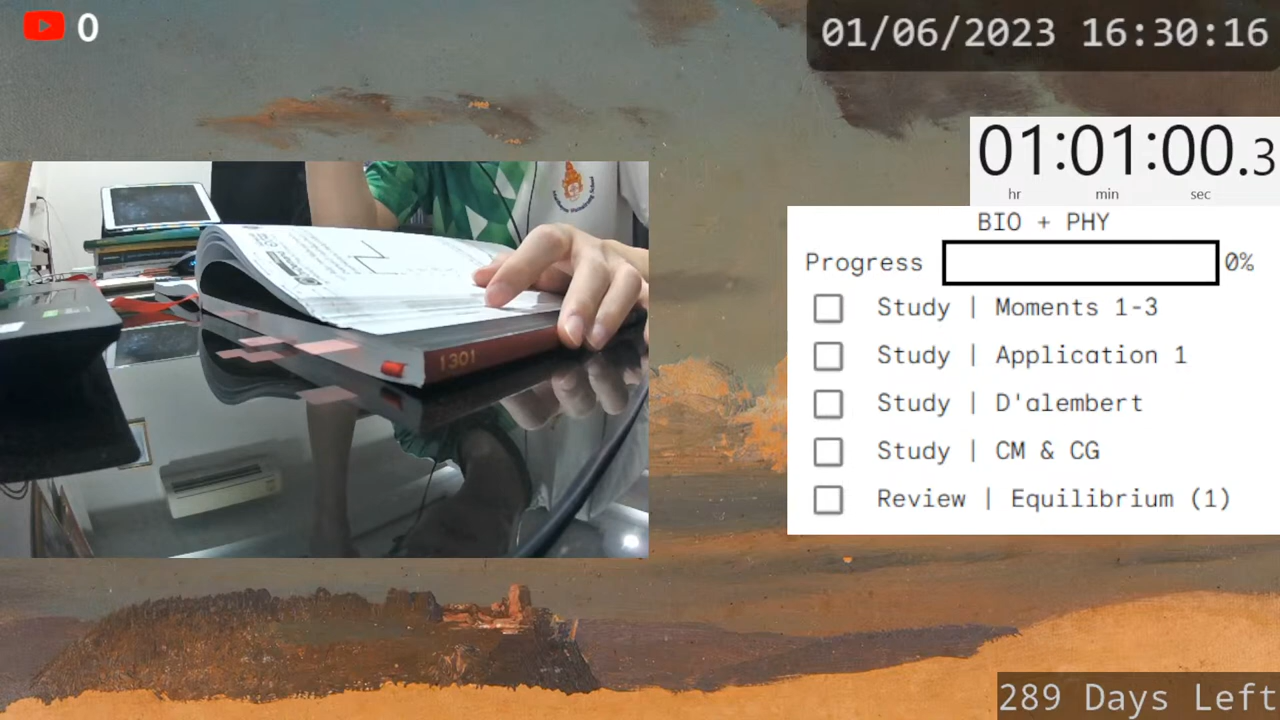 0
01/06/2023 16:30:16
01:01:00.3
hr min sec
BIO + PHY
Progress 0%
Study | Moments 1-3
Study | Application 1
Study | D'alembert
Study | CM & CG
Review | Equilibrium (1)
1301
289 Days Left